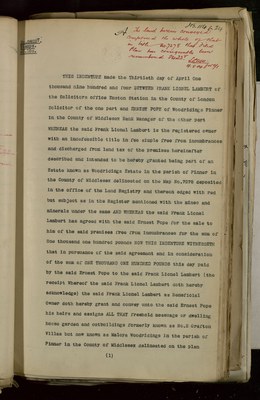 THIS INDENTURE made the Thirtieth day of April One
thousand nine hundred and four BETWEEN FRANK LIONEL LAMBERT of
the Solicitors office Euston Station in the County of London
Solicitor of the one part and ERNEST POPE of Woodridings Pinner
in the County of Middlesex Bank Manager of the other part
WHEREAS the said Frank Lionel Lambert is the registered owner
with an indefeasible title in fee simple free from incumbrances
and discharged from land tax of the premises hereinafter
described and intended to be hereby granted being part of an
Estate known as Woodridings Estate in the parish of Pinner in
the County of Middlesex delineated on the Map deposited
in the office of the Land Registry and thereon edged with Red
but subject as in the Register mentioned with the mines and
minerals under the same AND WHEREAS the said Frank Lionel
Lambert has agreed with the said Ernest Pope for the sale to
him of the said premises free from incumbrances for the sum of
One thousand one hundred pounds NOW THIS INDENTURE WITNESSETH
that in pursuance of the said agreement and in consideration
of the sum of ONE THOUSAND ONE HUNDRED POUNDS this day paid
by the said Ernest Pope to the said Frank Lionel Lambert (the
receipt whereof the said Frank Lionel Lambert doth hereby
acknowledge) the said Frank Lionel Lambert as beneficial
Owner doth hereby grant and convey unto the said Ernest Pope
his heirs and assigns ALL THAT freehold messuage or dwelling
house garden and outbuildings formerly known as No.8 Grafton
Villas but now known as Malora Woodridings in the parish of
Pinner in the County of Middlesex delineated on the plan
(1)